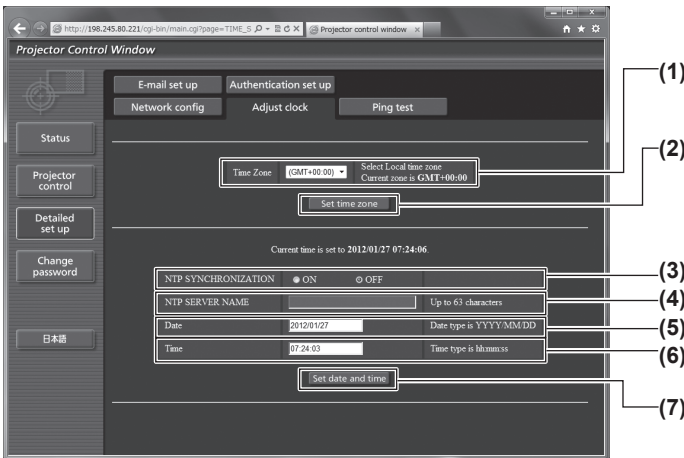 http://198.245.80.221/cgi-bin/main.cgi?page=TIME_S
Projector control window
Projector Control Window
E-mail set up
Authentication set up
Network config
Adjust clock
Ping test
(1)
Status
Projector
control
Detailed
set up
Change
password
日本語
Time Zone
(GMT+00:00)
Select Local time zone
Current zone is GMT+00:00
(2)
Set time zone
Current time is set to 2012/01/27 07:24:06.
NTP SYNCHRONIZATION ON OFF
(3)
NTP SERVER NAME Up to 63 characters
(4)
Date 2012/01/27 Date type is YYYY/MM/DD
(5)
Time 07:24:03 Time type is hh:mm:ss
(6)
Set date and time
(7)